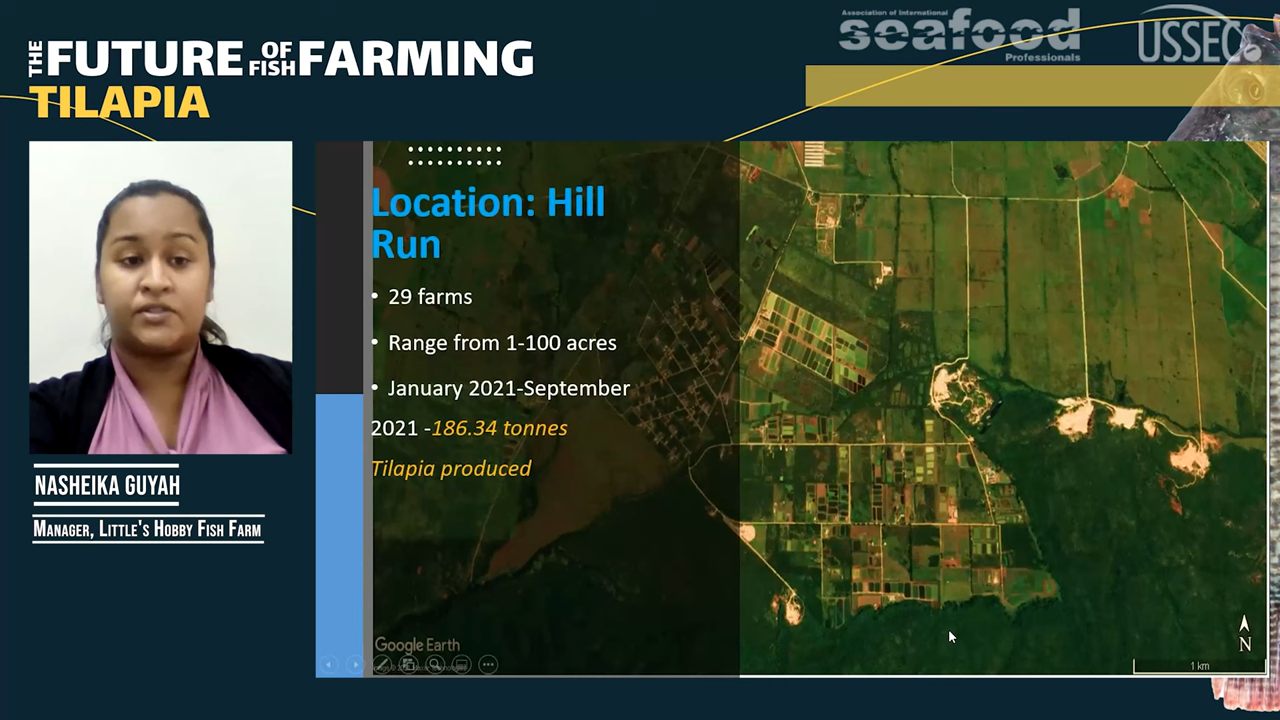 THE FUTURE OF FISH FARMING
TILAPIA
Association of International
seafood
Professionals
USSEC
Location: Hill
Run
• 29 farms
• Range from 1-100 acres
• January 2021-September
2021 -186.34 tonnes
Tilapia produced
NASHEIKA GUYAH
MANAGER, LITTLE'S HOBBY FISH FARM
Google Earth
N
1 km